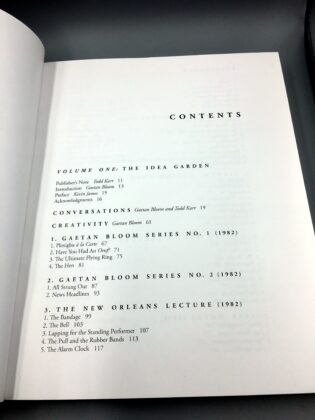 CONTENTS
VOLUME ONE: THE IDEA GARDEN
Publisher's Note Todd Karr 11
Introduction Gaetan Bloom 13
Preface Kevin James 15
Acknowledgments 16
CONVERSATIONS Gaetan Bloom and Todd Karr 19
CREATIVITY Gaetan Bloom 61
1. GAETAN BLOOM SERIES NO. 1 (1982)
1. Plexiglas à la Carte 67
2. Have You Had An Oeuf? 71
3. The Ultimate Flying Ring 75
4. The Hen 81
2. GAETAN BLOOM SERIES NO. 2 (1982)
1. All Strung Out 87
2. News Headlines 93
3. THE NEW ORLEANS LECTURE (1982)
1. The Bandage 99
2. The Bell 103
3. Lapping for the Standing Performer 107
4. The Pull and the Rubber Bands 113
5. The Alarm Clock 117